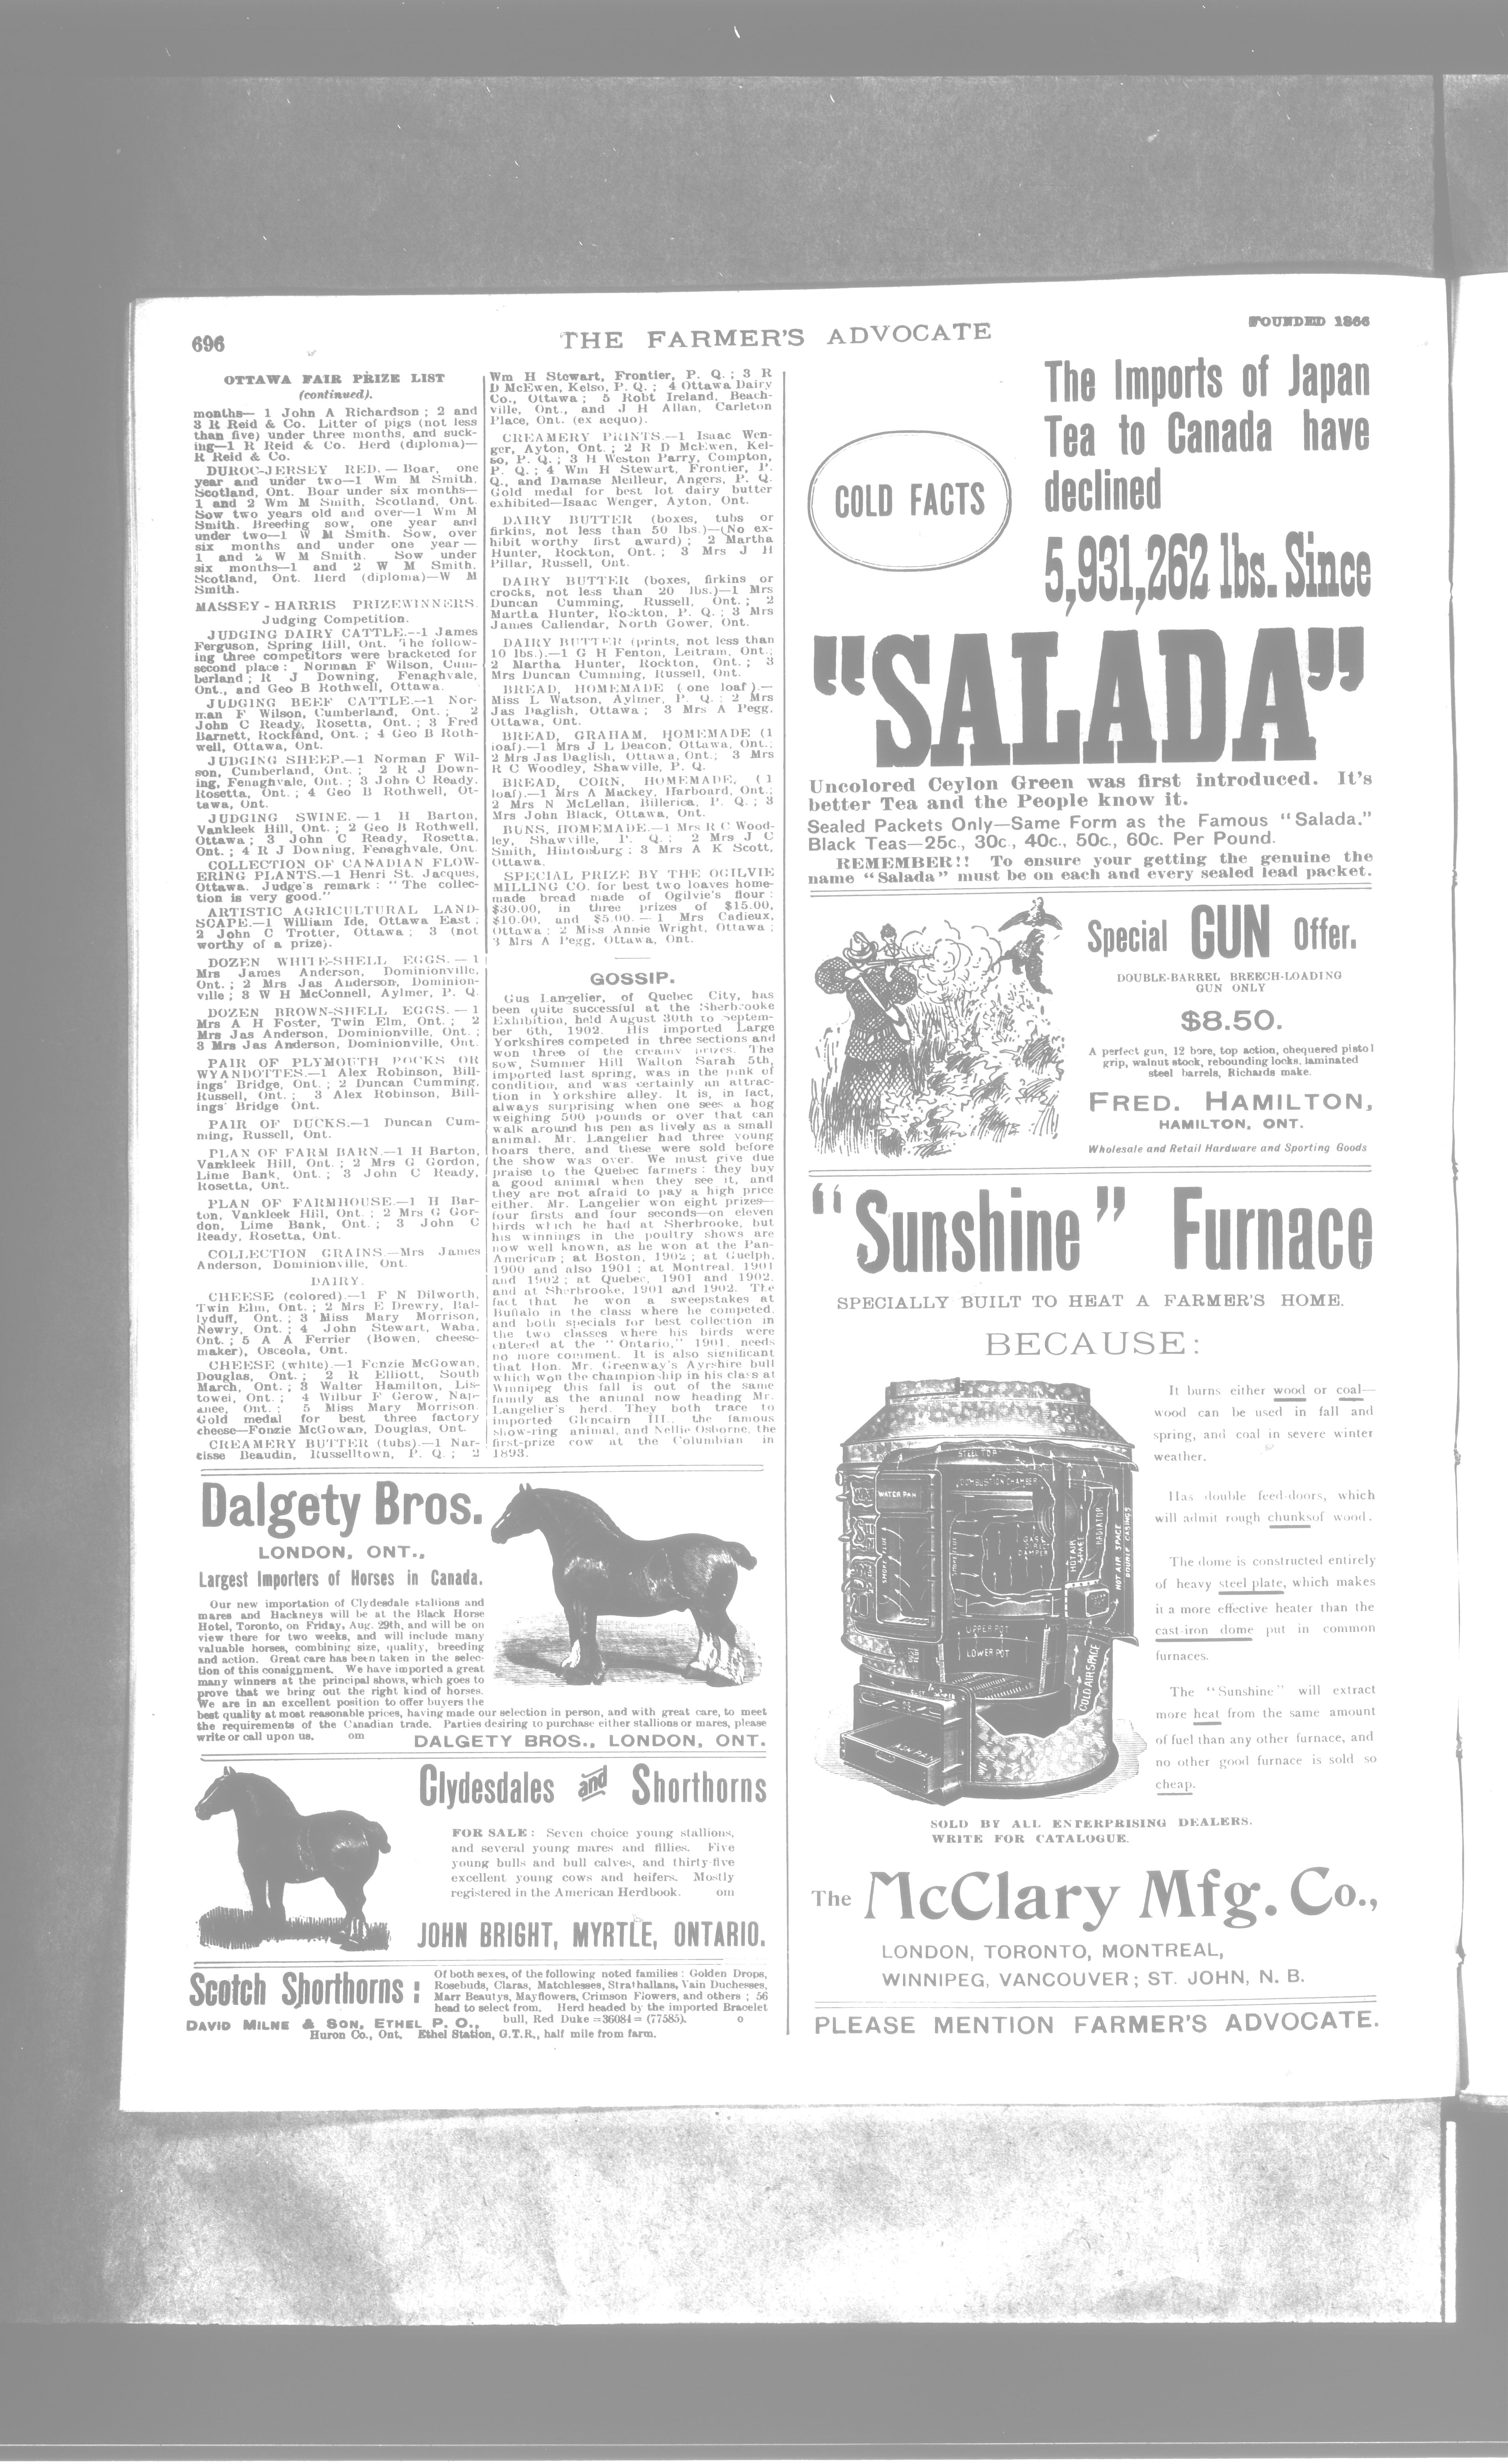 696
THE FARMER'S ADVOCATE
FOUNDED 1866
OTTAWA FAIR PRIZE LIST
(continued).
months— 1 John A Richardson ; 2 and
3 R Reid & Co. Litter of pigs (not less
than five) under three months, and suck-
ing—1 R Reid & Co. Herd (diploma)—
R Reid & Co.
DUROC-JERSEY RED. — Boar, one
year and under two—1 Wm M Smith,
Scotland, Ont. Boar under six months—
1 and 2 Wm M Smith, Scotland, Ont.
Sow two years old and over—1 Wm M
Smith. Breeding sow, one year and
under two—1 W M Smith. Sow, over
six months and under one year —
1 and 2 W M Smith. Sow under
six months—1 and 2 W M Smith,
Scotland, Ont. Herd (diploma)—W M
Smith.
MASSEY - HARRIS PRIZEWINNERS.
Judging Competition.
JUDGING DAIRY CATTLE.--1 James
Ferguson, Spring Hill, Ont. The follow-
ing three competitors were bracketed for
second place : Norman F Wilson, Cum-
berland ; R J Downing, Fenaghvale,
Ont., and Geo B Rothwell, Ottawa.
JUDGING BEEF CATTLE.—1 Nor-
man F Wilson, Cumberland, Ont. ; 2
John C Ready, Rosetta, Ont. ; 3 Fred
Barnett, Rockland, Ont. ; 4 Geo B Roth-
well, Ottawa, Ont.
JUDGING SHEEP.—1 Norman F Wil-
son, Cumberland, Ont. ; 2 R J Down-
ing, Fenaghvale, Ont. ; 3 John C Ready,
Rosetta, Ont. ; 4 Geo B Rothwell, Ot-
tawa, Ont.
JUDGING SWINE. — 1 H Barton,
Vankleek Hill, Ont. ; 2 Geo B Rothwell,
Ottawa ; 3 John C Ready, Rosetta,
Ont. ; 4 R J Downing, Fenaghvale, Ont.
COLLECTION OF CANADIAN FLOW-
ERING PLANTS.—1 Henri St. Jacques,
Ottawa. Judge's remark : " The collec-
tion is very good."
ARTISTIC AGRICULTURAL LAND-
SCAPE.—1 William Ide, Ottawa East ;
2 John C Trotter, Ottawa ; 3 (not
worthy of a prize).
DOZEN WHITE-SHELL EGGS. — 1
Mrs James Anderson, Dominionville,
Ont. ; 2 Mrs Jas Anderson, Dominion-
ville ; 3 W H McConnell, Aylmer, P. Q.
DOZEN BROWN-SHELL EGGS. — 1
Mrs A H Foster, Twin Elm, Ont. ; 2
Mrs Jas Anderson, Dominionville, Ont. ;
3 Mrs Jas Anderson, Dominionville, Ont.
PAIR OF PLYMOUTH ROCKS OR
WYANDOTTES.—1 Alex Robinson, Bill-
ings' Bridge, Ont. ; 2 Duncan Cumming,
Russell, Ont. ; 3 Alex Robinson, Bill-
ings' Bridge Ont.
PAIR OF DUCKS.—1 Duncan Cum-
ming, Russell, Ont.
PLAN OF FARM BARN.—1 H Barton,
Vankleek Hill, Ont. ; 2 Mrs G Gordon,
Lime Bank, Ont. ; 3 John C Ready,
Rosetta, Ont.
PLAN OF FARMHOUSE.—1 H Bar-
ton, Vankleek Hill, Ont. ; 2 Mrs G Gor-
don, Lime Bank, Ont. ; 3 John C
Ready, Rosetta, Ont.
COLLECTION GRAINS.—Mrs James
Anderson, Dominionville, Ont.
DAIRY.
CHEESE (colored).—1 F N Dilworth,
Twin Elm, Ont. ; 2 Mrs E Drewry, Bal-
lyduff, Ont. ; 3 Miss Mary Morrison,
Newry, Ont. ; 4 John Stewart, Waba,
Ont. ; 5 A A Ferrier (Bowen, cheese-
maker), Osceola, Ont.
CHEESE (white).—1 Fonzie McGowan,
Douglas, Ont. ; 2 R Elliott, South
March, Ont. ; 3 Walter Hamilton, Lis-
towel, Ont. ; 4 Wilbur F Gerow, Nap-
anee, Ont. ; 5 Miss Mary Morrison.
Gold medal for best three factory
cheese—Fonzie McGowan, Douglas, Ont.
CREAMERY BUTTER (tubs).—1 Nar-
cisse Beaudin, Russelltown, P. Q. ; 2
Wm H Stewart, Frontier, P. Q. ; 3 R
D McEwen, Kelso, P. Q. ; 4 Ottawa Dairy
Co., Ottawa ; 5 Robt Ireland, Beach-
ville, Ont., and J H Allan, Carleton
Place, Ont. (ex acquo).
CREAMERY PRINTS.—1 Isaac Wen-
ger, Ayton, Ont. ; 2 R D McEwen, Kel-
so, P. Q. ; 3 H Weston Parry, Compton,
P. Q. ; 4 Wm H Stewart, Frontier, P.
Q., and Damase Meilleur, Angers, P. Q.
Gold medal for best lot dairy butter
exhibited—Isaac Wenger, Ayton, Ont.
DAIRY BUTTER (boxes, tubs or
firkins, not less than 50 lbs.)—(No ex-
hibit worthy first award) ; 2 Martha
Hunter, Rockton, Ont. ; 3 Mrs J H
Pillar, Russell, Ont.
DAIRY BUTTER (boxes, firkins or
crocks, not less than 20 lbs.)—1 Mrs
Duncan Cumming, Russell, Ont. ; 2
Martha Hunter, Rockton, P. Q. ; 3 Mrs
James Callendar, North Gower, Ont.
DAIRY BUTTER (prints, not less than
10 lbs.).—1 G H Fenton, Leitram, Ont. ;
2 Martha Hunter, Rockton, Ont. ; 3
Mrs Duncan Cumming, Russell, Ont.
BREAD, HOMEMADE ( one loaf ).—
Miss L Watson, Aylmer, P. Q. ; 2 Mrs
Jas Daglish, Ottawa ; 3 Mrs A Pegg,
Ottawa, Ont.
BREAD, GRAHAM, HOMEMADE (1
loaf).—1 Mrs J L Deacon, Ottawa, Ont. ;
2 Mrs Jas Daglish, Ottawa, Ont.; 3 Mrs
R C Woodley, Shawville, P. Q.
BREAD, CORN, HOMEMADE, ( 1
loaf).—1 Mrs A Mackey, Harboard, Ont.;
2 Mrs N McLellan, Billerica, P. Q. ; 3
Mrs John Black, Ottawa, Ont.
BUNS, HOMEMADE.—1 Mrs R C Wood-
ley, Shawville, P. Q. ; 2 Mrs J C
Smith, Hintonburg ; 3 Mrs A K Scott,
Ottawa.
SPECIAL PRIZE BY THE OGILVIE
MILLING CO. for best two loaves home-
made bread made of Ogilvie's flour :
$30.00, in three prizes of $15.00,
$10.00, and $5.00. — 1 Mrs Cadieux,
Ottawa ; 2 Miss Annie Wright, Ottawa ;
3 Mrs A Pegg, Ottawa, Ont.
GOSSIP.
Gus Langelier, of Quebec City, has
been quite successful at the Sherbrooke
Exhibition, held August 30th to Septem-
ber 6th, 1902. His imported Large
Yorkshires competed in three sections and
won three of the creamy prizes. The
sow, Summer Hill Walton Sarah 5th,
imported last spring, was in the pink of
condition, and was certainly an attrac-
tion in Yorkshire alley. It is, in fact,
always surprising when one sees a hog
weighing 500 pounds or over that can
walk around his pen as lively as a small
animal. Mr. Langelier had three young
boars there, and these were sold before
the show was over. We must give due
praise to the Quebec farmers : they buy
a good animal when they see it, and
they are not afraid to pay a high price
either. Mr. Langelier won eight prizes—
four firsts and four seconds—on eleven
birds which he had at Sherbrooke, but
his winnings in the poultry shows are
now well known, as he won at the Pan-
American ; at Boston, 1902 ; at Guelph,
1900 and also 1901 ; at Montreal, 1901
and 1902 ; at Quebec, 1901 and 1902,
and at Sherbrooke, 1901 and 1902. The
fact that he won a sweepstakes at
Buffalo in the class where he competed,
and both specials for best collection in
the two classes where his birds were
entered at the " Ontario," 1901, needs
no more comment. It is also significant
that Hon. Mr. Greenway's Ayrshire bull
which won the championship in his class at
Winnipeg this fall is out of the same
family as the animal now heading Mr.
Langelier's herd. They both trace to
imported Glencairn III., the famous
show-ring animal, and Nellie Osborne, the
first-prize cow at the Columbian in
1893.
Dalgety Bros.
LONDON, ONT.,
Largest Importers of Horses in Canada.
Our new importation of Clydesdale stallions and
mares and Hackneys will be at the Black Horse
Hotel, Toronto, on Friday, Aug. 29th, and will be on
view there for two weeks, and will include many
valuable horses, combining size, quality, breeding
and action. Great care has been taken in the selec-
tion of this consignment. We have imported a great
many winners at the principal shows, which goes to
prove that we bring out the right kind of horses.
We are in an excellent position to offer buyers the
best quality at most reasonable prices, having made our selection in person, and with great care, to meet
the requirements of the Canadian trade. Parties desiring to purchase either stallions or mares, please
write or call upon us. om DALGETY BROS., LONDON, ONT.
Clydesdales and Shorthorns
FOR SALE : Seven choice young stallions,
and several young mares and fillies. Five
young bulls and bull calves, and thirty-five
excellent young cows and heifers. Mostly
registered in the American Herdbook. om
JOHN BRIGHT, MYRTLE, ONTARIO.
Scotch Shorthorns :
Of both sexes, of the following noted families : Golden Drops,
Rosebuds, Claras, Matchlesses, Strathallans, Vain Duchesses,
Marr Beautys, Mayflowers, Crimson Flowers, and others ; 56
head to select from. Herd headed by the imported Bracelet
bull, Red Duke =36084= (77585). o
DAVID MILNE & SON, ETHEL P. O.,
Huron Co., Ont. Ethel Station, G.T.R., half mile from farm.
COLD FACTS
The Imports of Japan
Tea to Canada have
declined
5,931,262 lbs. Since
"SALADA"
Uncolored Ceylon Green was first introduced. It's
better Tea and the People know it.
Sealed Packets Only—Same Form as the Famous "Salada."
Black Teas—25c., 30c., 40c., 50c., 60c. Per Pound.
REMEMBER!! To ensure your getting the genuine the
name "Salada" must be on each and every sealed lead packet.
Special GUN Offer.
DOUBLE-BARREL BREECH-LOADING
GUN ONLY
$8.50.
A perfect gun, 12 bore, top action, chequered pistol
grip, walnut stock, rebounding locks, laminated
steel barrels, Richards make.
FRED. HAMILTON,
HAMILTON, ONT.
Wholesale and Retail Hardware and Sporting Goods
"Sunshine" Furnace
SPECIALLY BUILT TO HEAT A FARMER'S HOME.
BECAUSE:
STEEL TOP
COMBUSTION CHAMBER
WATER PAN
RADIATOR
HOT AIR SPACE
DOUBLE CASINGS
UPPER POT
LOWER POT
COLD AIR SPACE
ASH PAN
It burns either wood or coal—
wood can be used in fall and
spring, and coal in severe winter
weather.
Has double feed-doors, which
will admit rough chunks of wood.
The dome is constructed entirely
of heavy steel plate, which makes
it a more effective heater than the
cast-iron dome put in common
furnaces.
The "Sunshine" will extract
more heat from the same amount
of fuel than any other furnace, and
no other good furnace is sold so
cheap.
SOLD BY ALL ENTERPRISING DEALERS.
WRITE FOR CATALOGUE.
The McClary Mfg. Co.,
LONDON, TORONTO, MONTREAL,
WINNIPEG, VANCOUVER ; ST. JOHN, N. B.
PLEASE MENTION FARMER'S ADVOCATE.